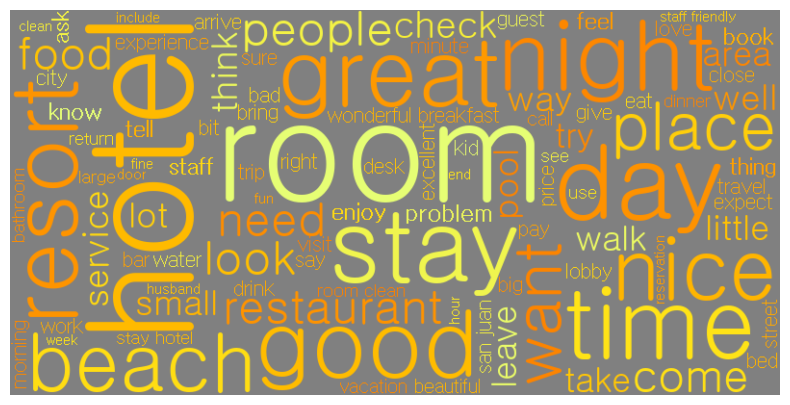 clean
include
arrive
guest
staff friendly
ask
people
check
feel
love
book
food
experience
think
great
night
area
city
sure
minute
close
bad
bring
wonderful
breakfast
way
call
give
eat
dinner
well
know
tell
bit
room
try
place
return
resort
hotel
fine
staff
trip
right
desk
excellent
kid
end
pool
price
see
thing
large
door
fun
use
day
travel
expect
bathroom
service
lot
need
enjoy
problem
little
visit
stay
pay
walk
bar
water
look
say
want
big
lobby
nice
reservation
husband
small
drink
room clean
restaurant
hour
san juan
leave
time
work
week
stay hotel
morning
beach
good
vacation
beautiful
take
come
bed
street